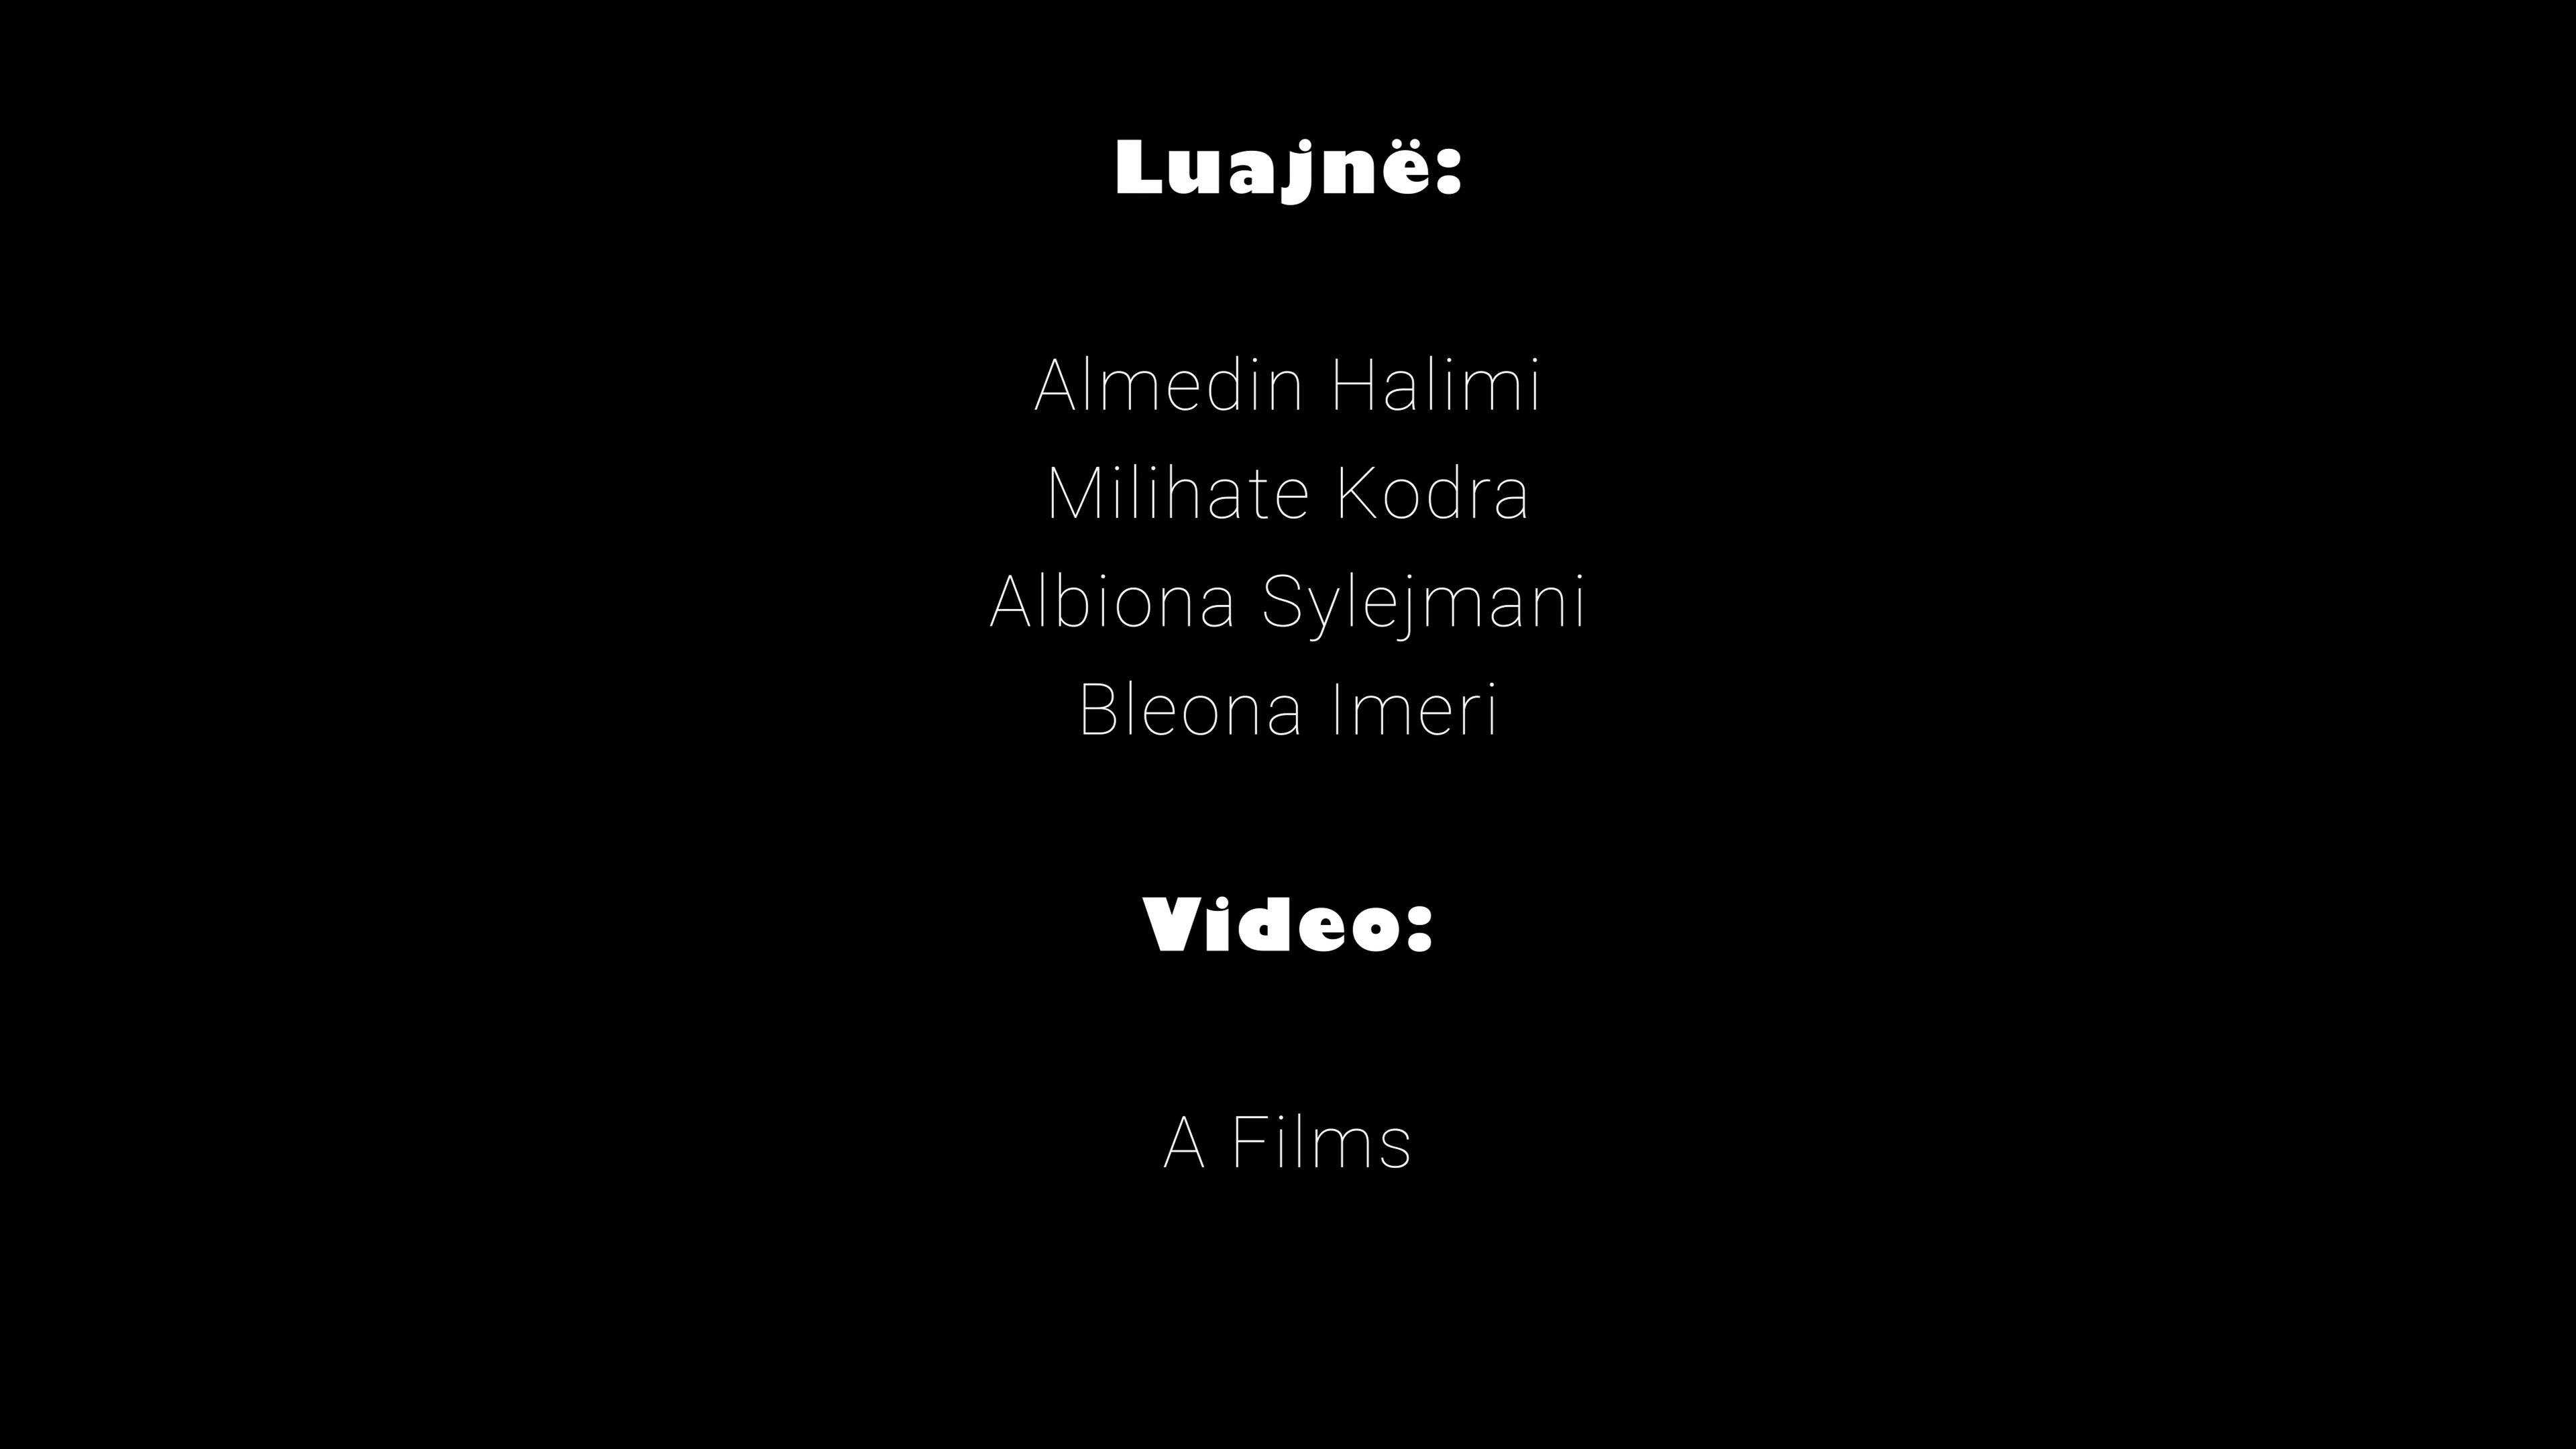 Luajnë:
Almedin Halimi
Milihate Kodra
Albiona Sylejmani
Bleona Imeri
Video:
A Films